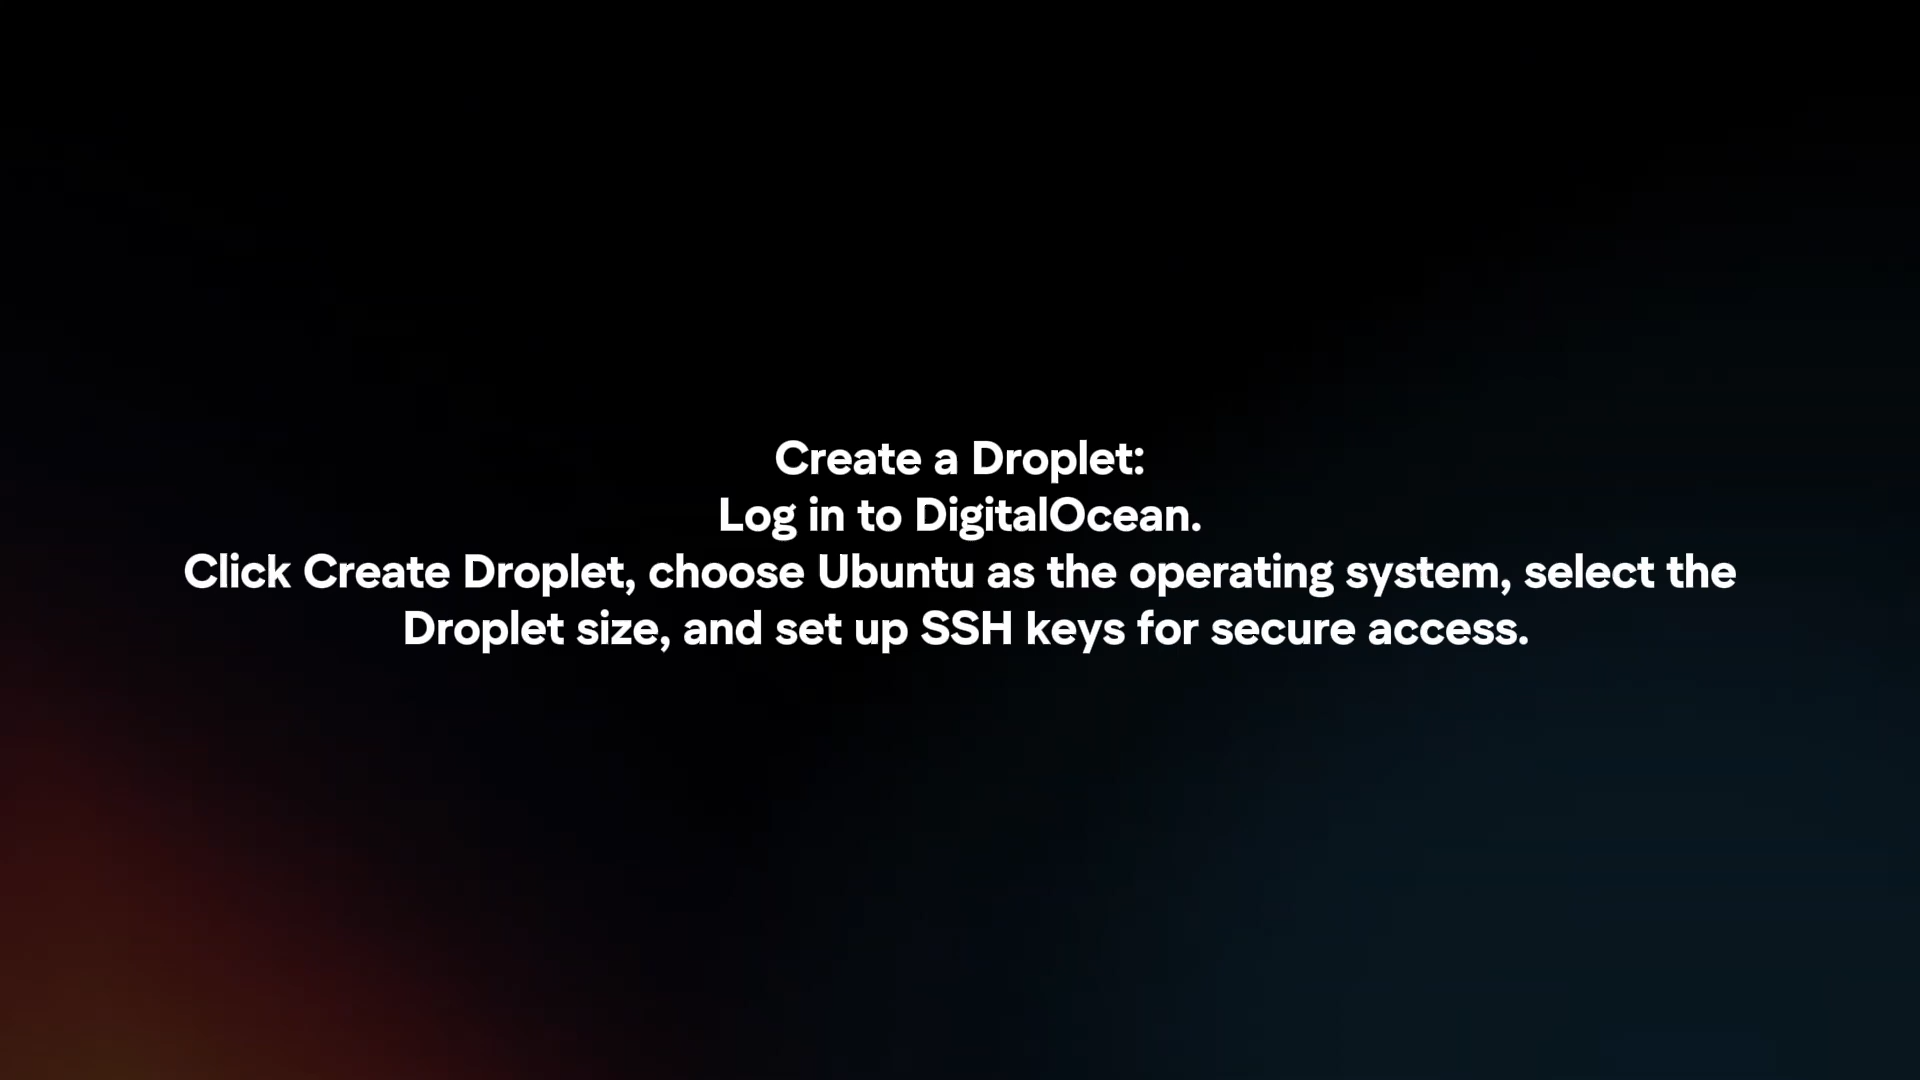 Create a Droplet:
Log in to DigitalOcean.
Click Create Droplet, choose Ubuntu as the operating system, select the
Droplet size, and set up SSH keys for secure access.